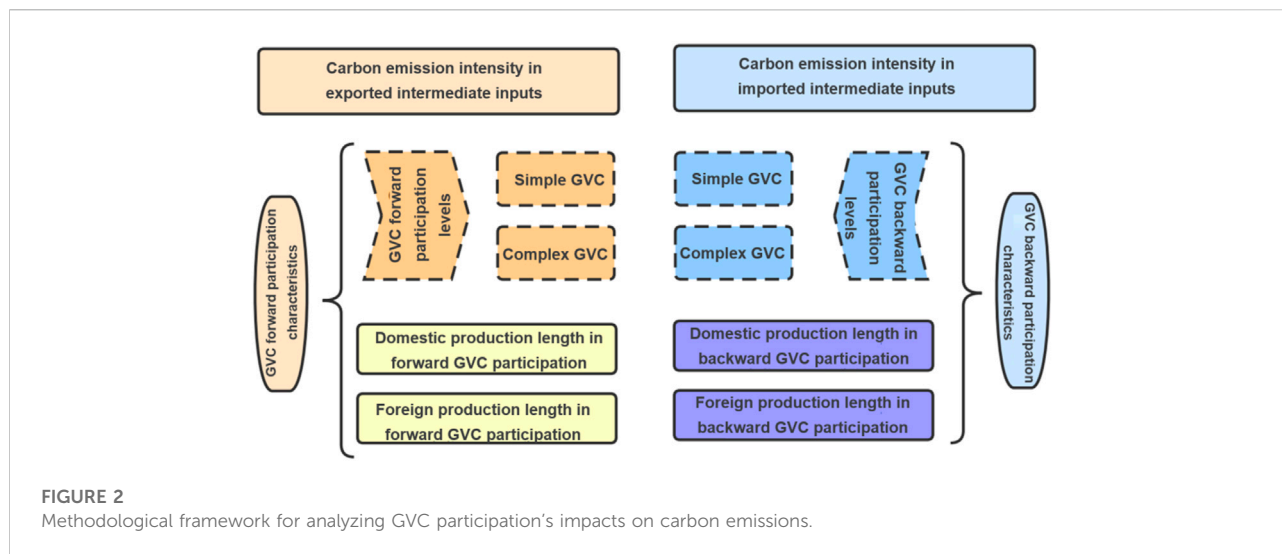 Carbon emission intensity in
exported intermediate inputs
Carbon emission intensity in
imported intermediate inputs
GVC forward participation
characteristics
GVC forward
participation
levels
Simple GVC
Complex GVC
Simple GVC
Complex GVC
GVC backward
participation
levels
GVC backward participation
characteristics
Domestic production length in
forward GVC participation
Domestic production length in
backward GVC participation
Foreign production length in
forward GVC participation
Foreign production length in
backward GVC participation
FIGURE 2
Methodological framework for analyzing GVC participation's impacts on carbon emissions.